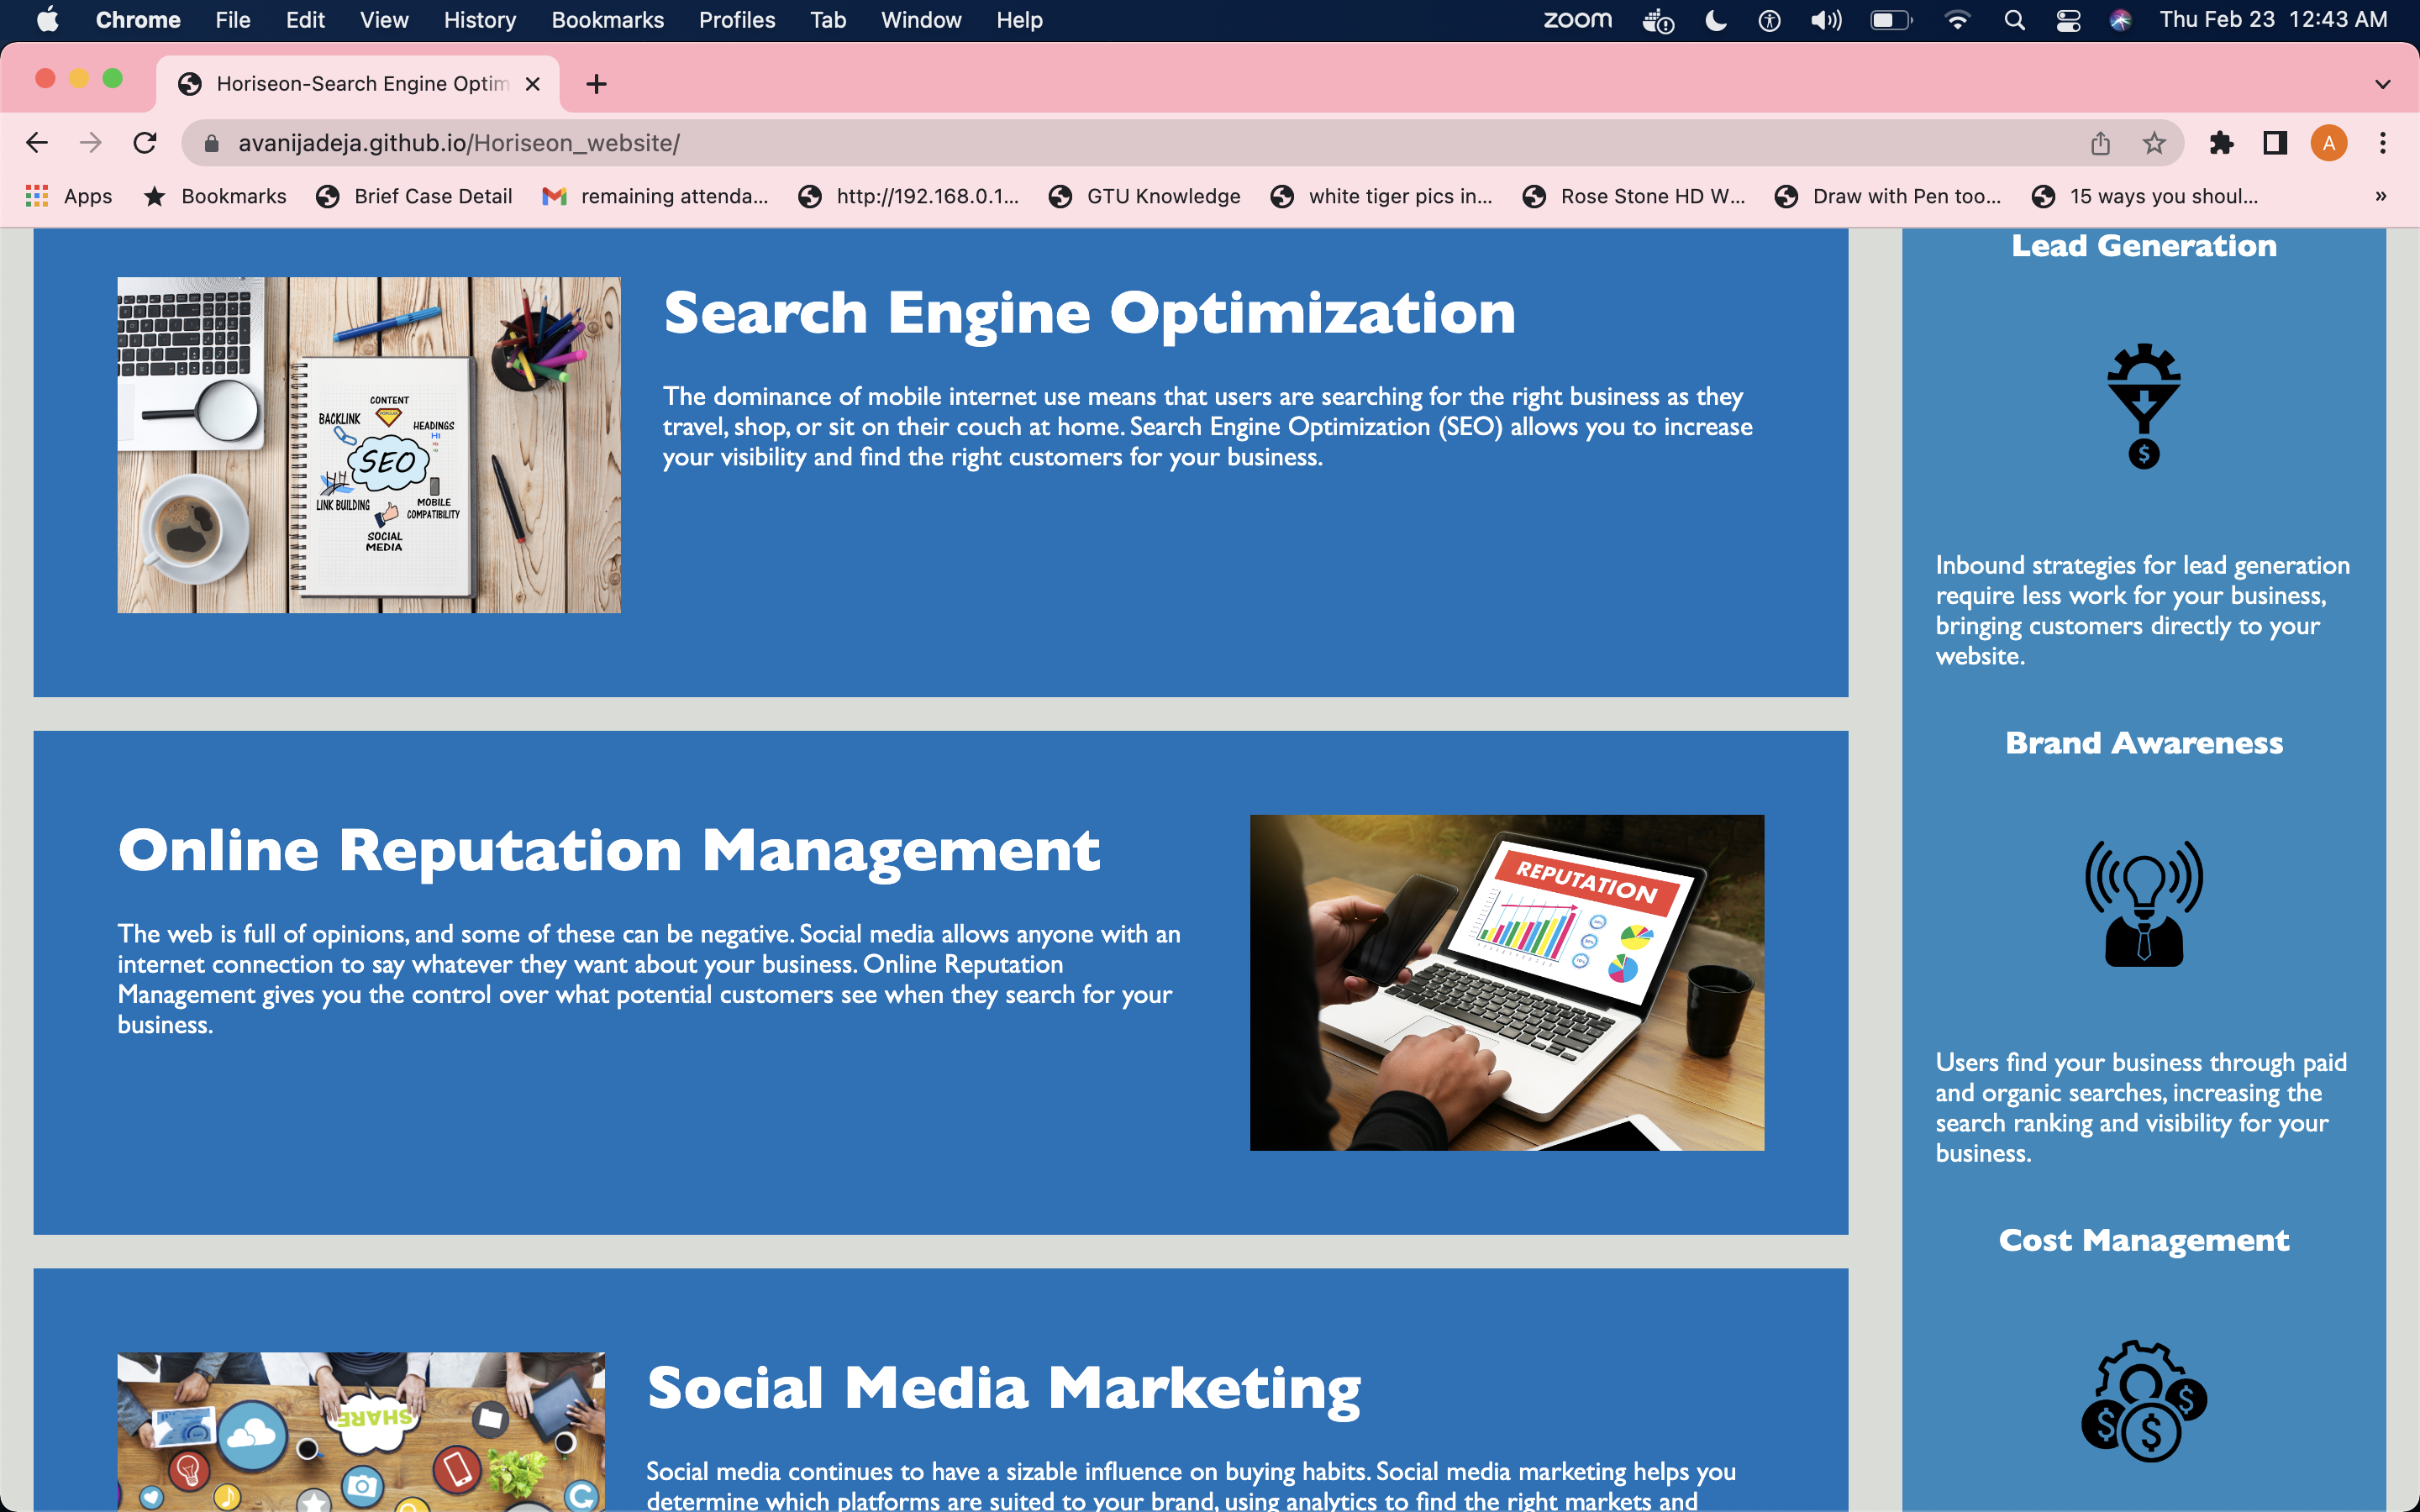 Chrome File Edit View History Bookmarks Profiles Tab Window Help zoom Thu Feb 23 12:43 AM
Horiseon-Search Engine Optim
avanijadeja.github.io/Horiseon_website/ A
Apps Bookmarks Brief Case Detail remaining attenda... http://192.168.0.1... GTU Knowledge white tiger pics in... Rose Stone HD W... Draw with Pen too... 15 ways you shoul... »
Search Engine Optimization
The dominance of mobile internet use means that users are searching for the right business as they
travel, shop, or sit on their couch at home. Search Engine Optimization (SEO) allows you to increase
your visibility and find the right customers for your business.
CONTENT
BACKLINK
HEADINGS
H1
SEO
LINK BUILDING
MOBILE
COMPATIBILITY
SOCIAL
MEDIA
Online Reputation Management
The web is full of opinions, and some of these can be negative. Social media allows anyone with an
internet connection to say whatever they want about your business. Online Reputation
Management gives you the control over what potential customers see when they search for your
business.
REPUTATION
Social Media Marketing
Social media continues to have a sizable influence on buying habits. Social media marketing helps you
determine which platforms are suited to your brand, using analytics to find the right markets and
SHARE
Lead Generation
$
Inbound strategies for lead generation
require less work for your business,
bringing customers directly to your
website.
Brand Awareness
Users find your business through paid
and organic searches, increasing the
search ranking and visibility for your
business.
Cost Management
$ $ $